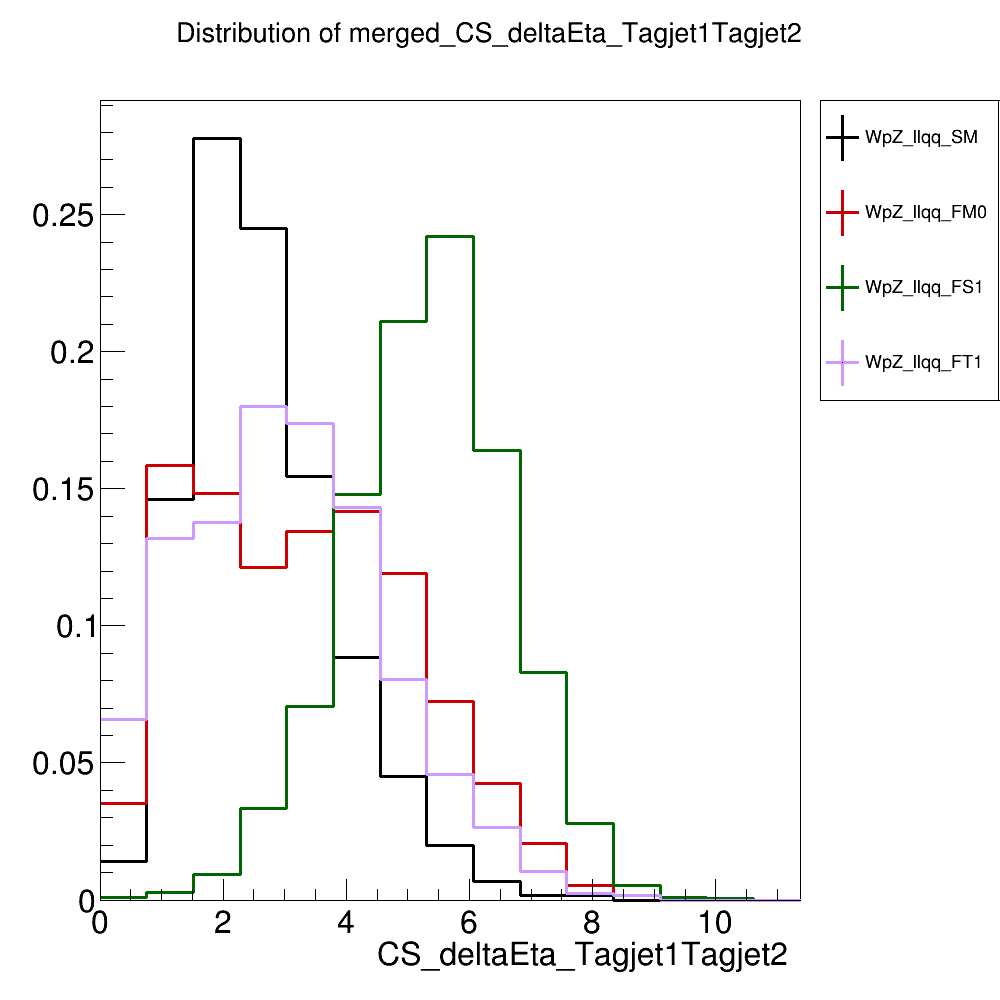 Distribution of merged_CS_deltaEta_Tagjet1Tagjet2
WpZ_llqq_SM
WpZ_llqq_FM0
WpZ_llqq_FS1
WpZ_llqq_FT1
0.25
0.2
0.15
0.1
0.05
0
0 2 4 6 8 10
CS_deltaEta_Tagjet1Tagjet2